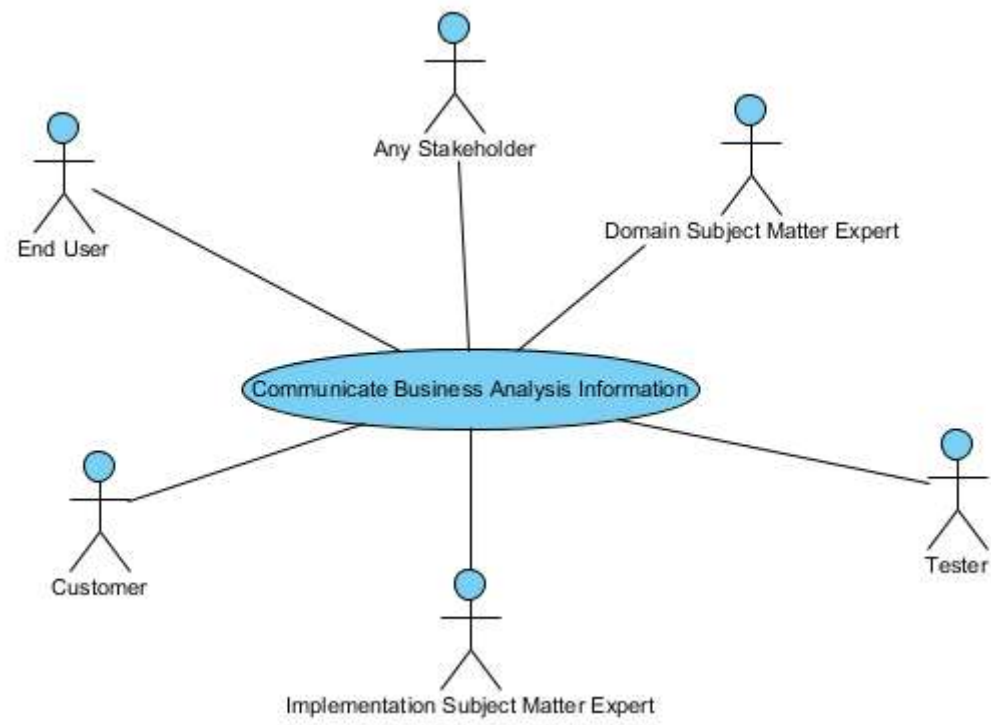 Any Stakeholder
Domain Subject Matter Expert
End User
Communicate Business Analysis Information
Tester
Customer
Implementation Subject Matter Expert